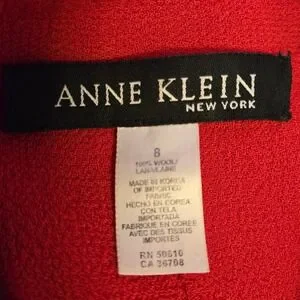 ANNE KLEIN
NEW YORK
8
100% WOOL/
LANA/LAINE
MADE IN KOREA
OF IMPORTED
FABRIC
HECHO EN COREA
CON TELA
IMPORTADA
FABRIQUE EN COREE
AVEC DES TISSUS
IMPORTES
RN 50616
CA 36708